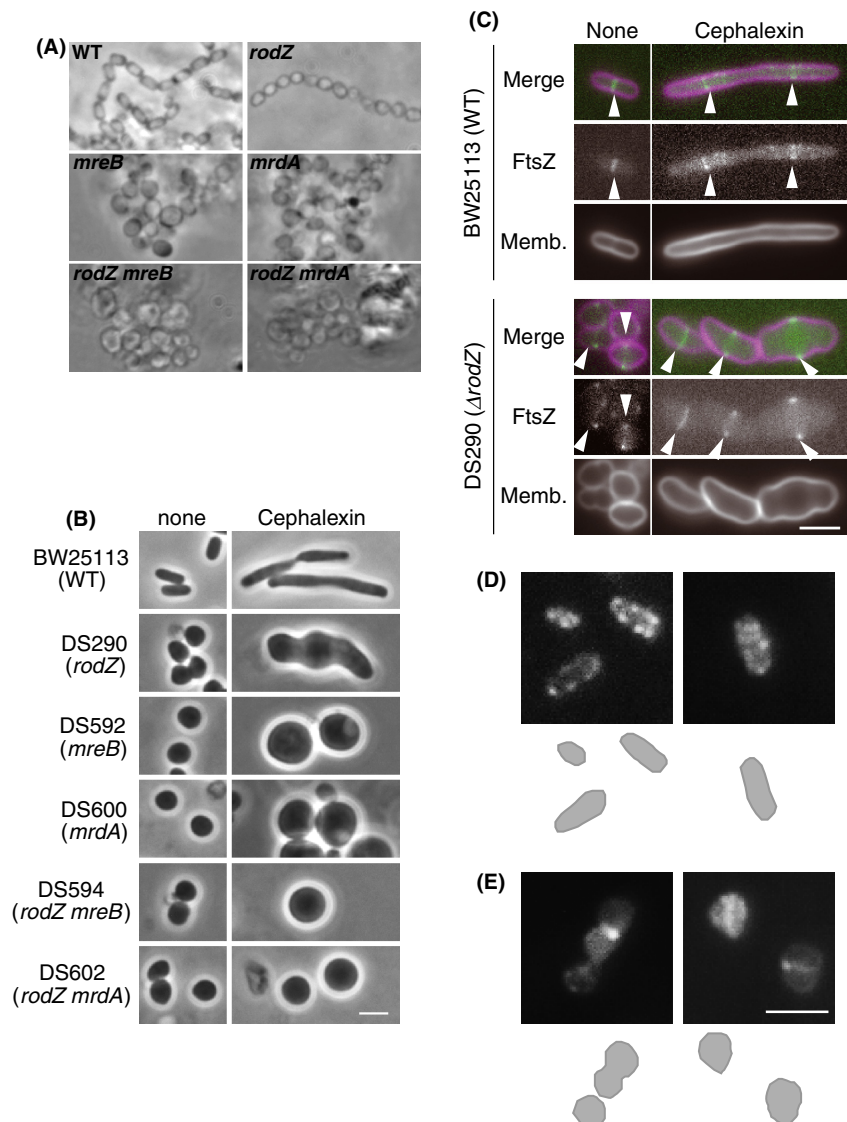 (A)
WT
rodZ
mreB
mrdA
rodZ mreB
rodZ mrdA
(B)
none
Cephalexin
BW25113
(WT)
DS290
(rodZ)
DS592
(mreB)
DS600
(mrdA)
DS594
(rodZ mreB)
DS602
(rodZ mrdA)
(C)
None
Cephalexin
BW25113 (WT)
Merge
FtsZ
Memb.
DS290 (ΔrodZ)
Merge
FtsZ
Memb.
(D)
(E)